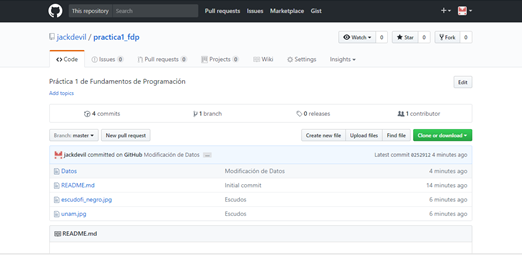 This repository Search Pull requests Issues Marketplace Gist
jackdevil / practica1_fdp Watch 0 Star 0 Fork 0
Code Issues 0 Pull requests 0 Projects 0 Wiki Settings Insights
Práctica 1 de Fundamentos de Programación Edit
Add topics
4 commits 1 branch 0 releases 1 contributor
Branch: master New pull request Create new file Upload files Find file Clone or download
jackdevil committed on GitHub Modificación de Datos ... Latest commit 0252912 4 minutes ago
Datos Modificación de Datos 4 minutes ago
README.md Initial commit 14 minutes ago
escudofi_negro.jpg Escudos 6 minutes ago
unam.jpg Escudos 6 minutes ago
README.md